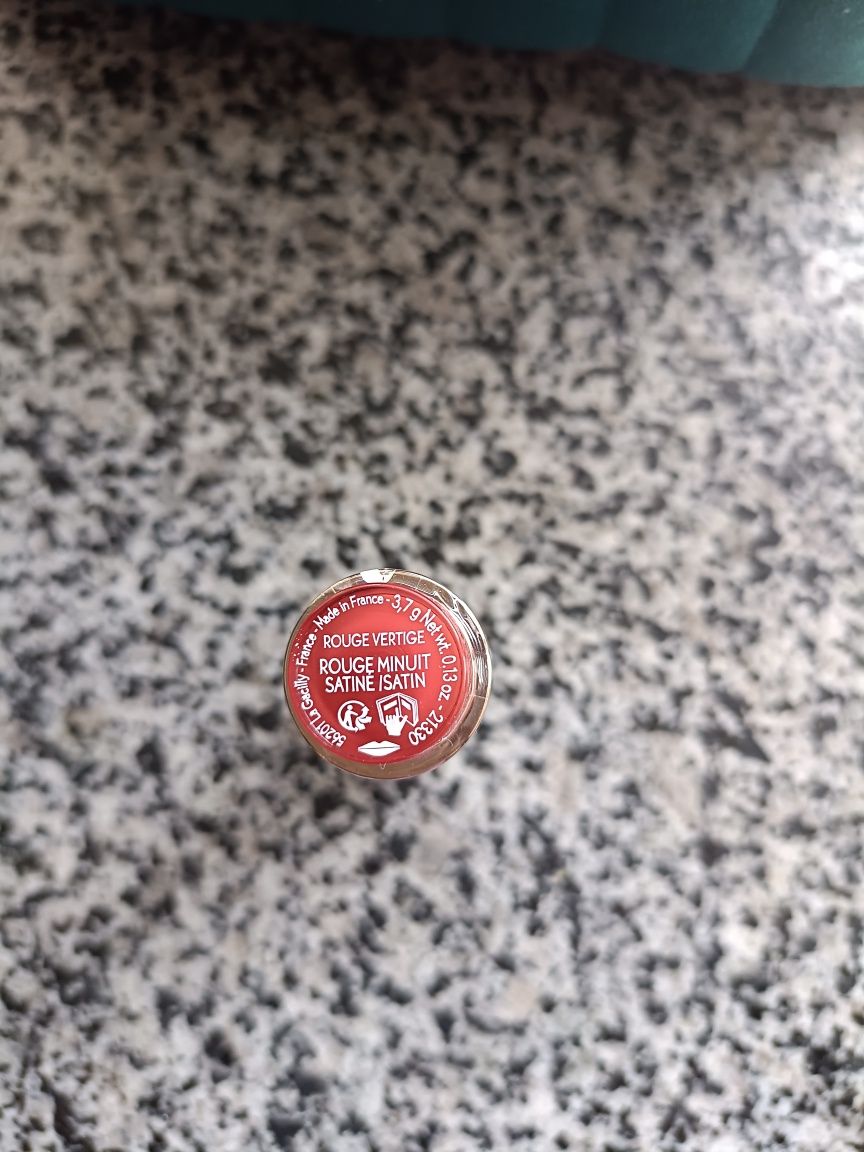 56201 La Gacilly - France - Made in France - 3,7 g Net wt. 0.13 oz. - 21330
ROUGE VERTIGE
ROUGE MINUIT
SATINÉ /SATIN